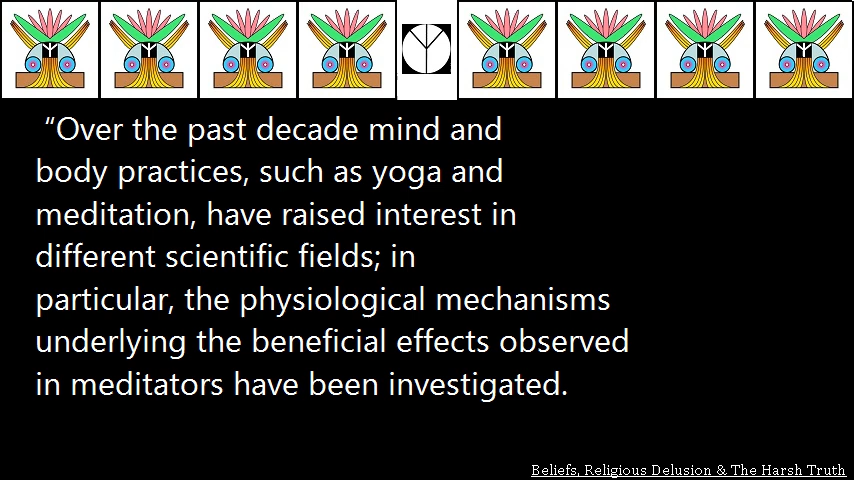 “Over the past decade mind and
body practices, such as yoga and
meditation, have raised interest in
different scientific fields; in
particular, the physiological mechanisms
underlying the beneficial effects observed
in meditators have been investigated.
Beliefs, Religious Delusion & The Harsh Truth